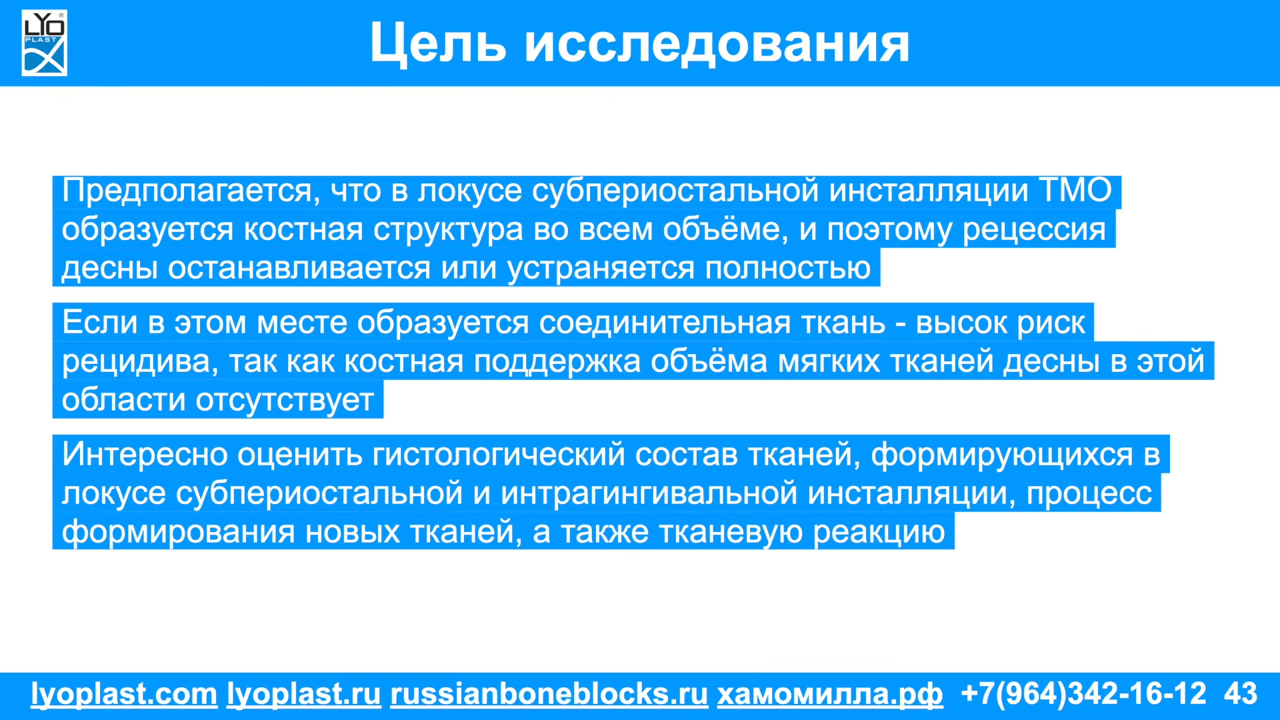 LYO
PLAST
Цель исследования
Предполагается, что в локусе субпериостальной инсталляции ТМО
образуется костная структура во всем объёме, и поэтому рецессия
десны останавливается или устраняется полностью
Если в этом месте образуется соединительная ткань - высок риск
рецидива, так как костная поддержка объёма мягких тканей десны в этой
области отсутствует
Интересно оценить гистологический состав тканей, формирующихся в
локусе субпериостальной и интрагингивальной инсталляции, процесс
формирования новых тканей, а также тканевую реакцию
lyoplast.com lyoplast.ru russianboneblocks.ru хамомилла.рф +7(964)342-16-12 43